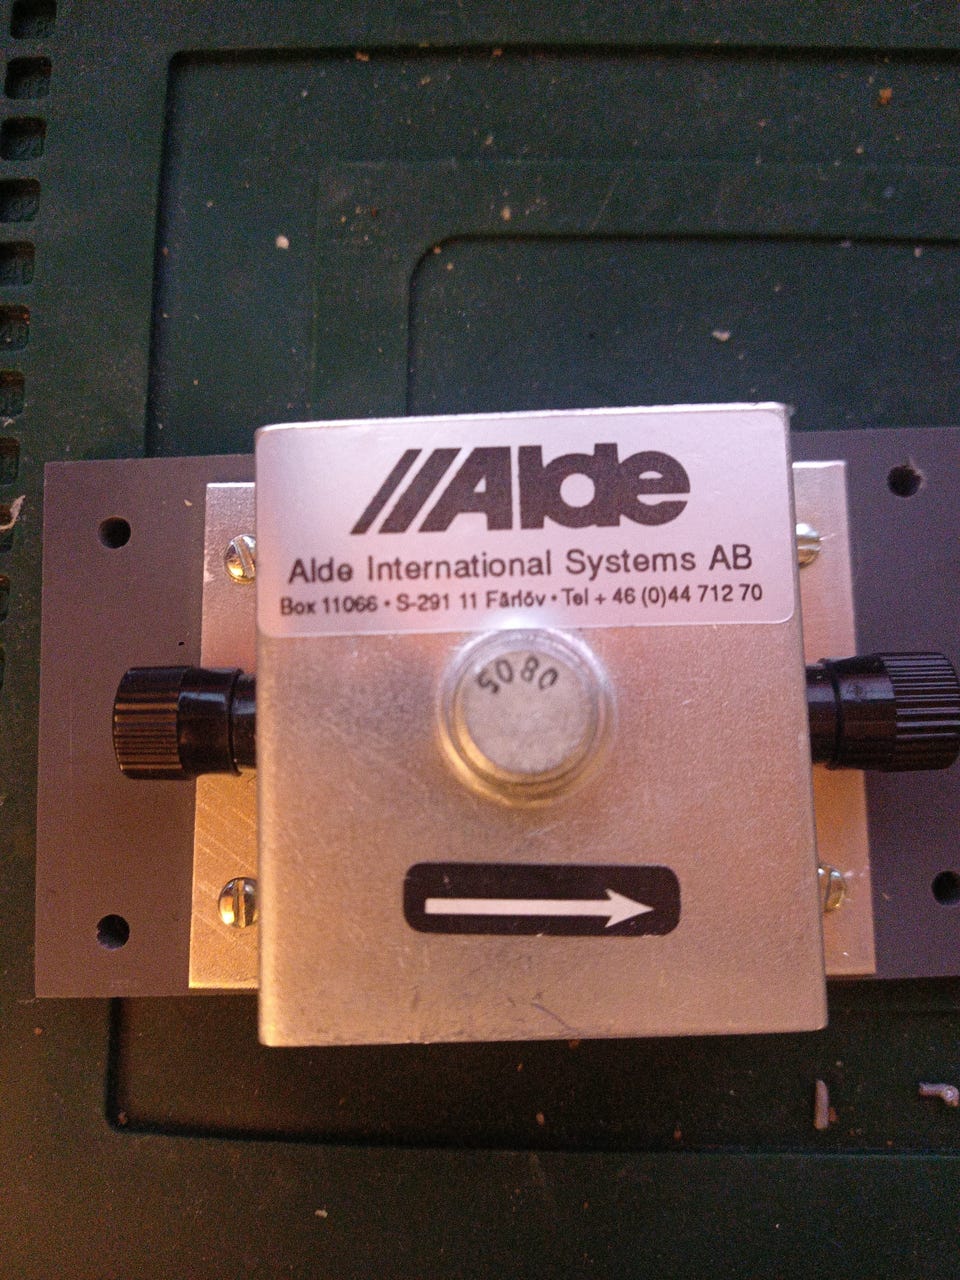 //Alde
Alde International Systems AB
Box 11066 • S-291 11 Färlöv • Tel + 46 (0)44 712 70
5080